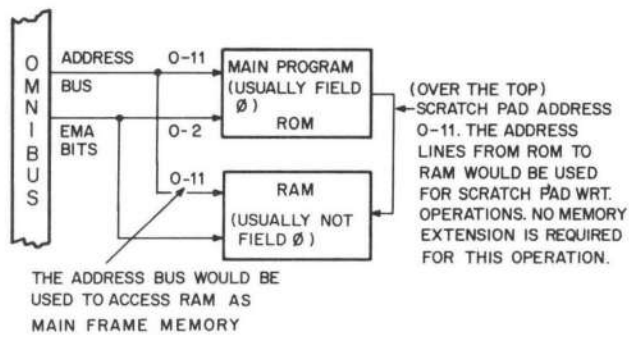 OMNIBUS
ADDRESS
BUS
0-11
EMA
BITS
0-2
0-11
MAIN PROGRAM
(USUALLY FIELD
Ø)
ROM
RAM
(USUALLY NOT
FIELD Ø)
(OVER THE TOP)
SCRATCH PAD ADDRESS
0-11. THE ADDRESS
LINES FROM ROM TO
RAM WOULD BE USED
FOR SCRATCH PAD WRT.
OPERATIONS. NO MEMORY
EXTENSION IS REQUIRED
FOR THIS OPERATION.
THE ADDRESS BUS WOULD BE
USED TO ACCESS RAM AS
MAIN FRAME MEMORY